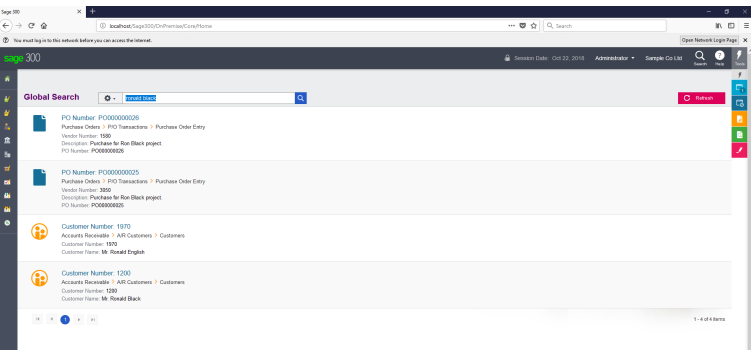 Sage 300
localhost/Sage300/OnPremise/Core/Home
Search
You must log in to this network before you can access the Internet.
Open Network Login Page
sage 300
Session Date: Oct 22, 2018
Administrator
Sample Co Ltd
Search
Help
Tools
Global Search
ronald black
Refresh
PO Number: PO000000026
Purchase Orders > P/O Transactions > Purchase Order Entry
Vendor Number: 1580
Description: Purchase for Ron Black project.
PO Number: PO000000026
PO Number: PO000000025
Purchase Orders > P/O Transactions > Purchase Order Entry
Vendor Number: 3050
Description: Purchase for Ron Black project.
PO Number: PO000000025
Customer Number: 1970
Accounts Receivable > A/R Customers > Customers
Customer Number: 1970
Customer Name: Mr. Ronald English
Customer Number: 1200
Accounts Receivable > A/R Customers > Customers
Customer Number: 1200
Customer Name: Mr. Ronald Black
1
1 - 4 of 4 items